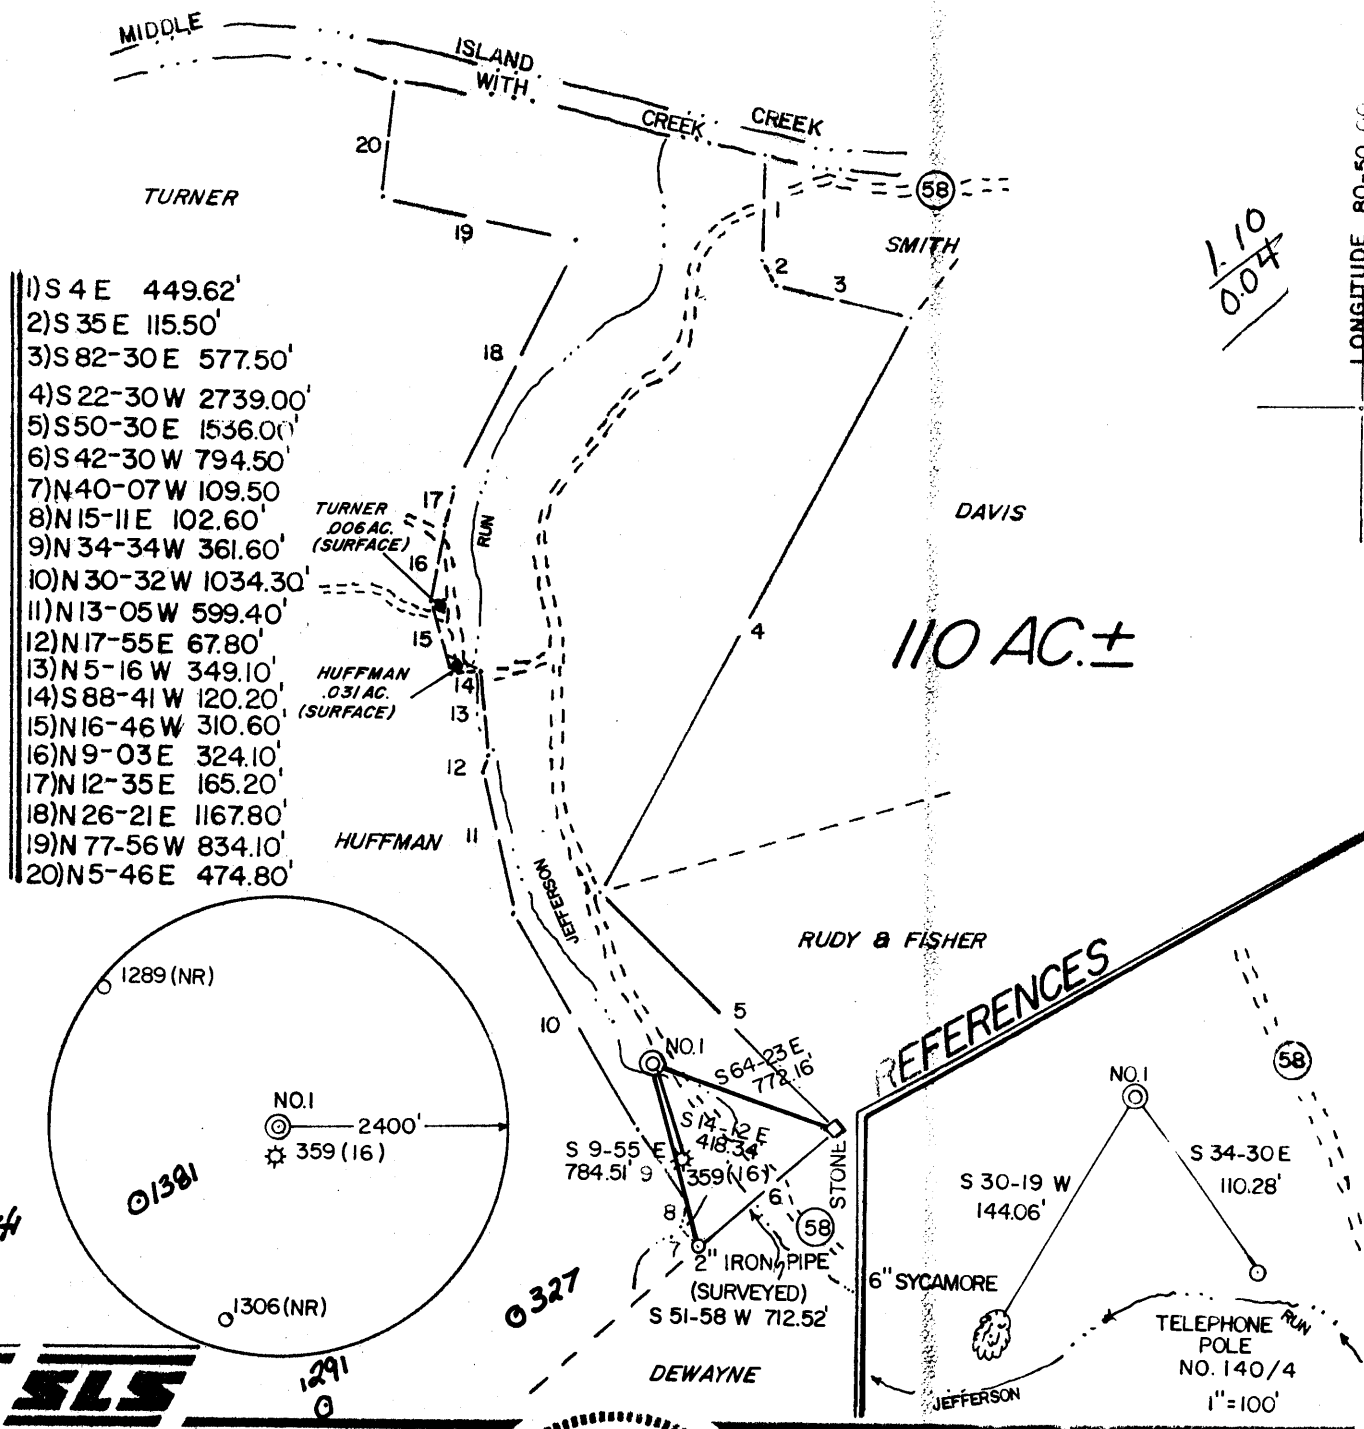 MIDDLE
ISLAND
WITH
CREEK
CREEK
20
TURNER
19
1
58
SMITH
2
3
1.10
0.04
LONGITUDE 80-50
1) S 4 E 449.62'
2) S 35 E 115.50'
3) S 82-30 E 577.50'
4) S 22-30 W 2739.00'
5) S 50-30 E 1536.00'
6) S 42-30 W 794.50'
7) N 40-07 W 109.50
8) N 15-11 E 102.60'
9) N 34-34 W 361.60'
10) N 30-32 W 1034.30'
11) N 13-05 W 599.40'
12) N 17-55 E 67.80'
13) N 5-16 W 349.10'
14) S 88-41 W 120.20'
15) N 16-46 W 310.60'
16) N 9-03 E 324.10'
17) N 12-35 E 165.20'
18) N 26-21 E 1167.80'
19) N 77-56 W 834.10'
20) N 5-46 E 474.80'
18
17
TURNER
.006 AC.
(SURFACE)
RUN
16
DAVIS
15
4
110 AC.±
HUFFMAN
.031 AC.
(SURFACE)
14
13
12
HUFFMAN
11
JEFFERSON
RUDY & FISHER
10
5
NO.1
S 64-23 E
772.16'
S 14-12 E
418.34'
S 9-55 E
784.51'
9
359 (16)
6
STONE
8
7
58
2" IRON PIPE
(SURVEYED)
S 51-58 W 712.52'
DEWAYNE
1289 (NR)
NO.1
2400'
359 (16)
1381
1306 (NR)
327
1291
SLS
REFERENCES
NO.1
58
S 30-19 W
144.06'
S 34-30 E
110.28'
6" SYCAMORE
TELEPHONE
POLE
NO. 140/4
1"=100'
RUN
JEFFERSON